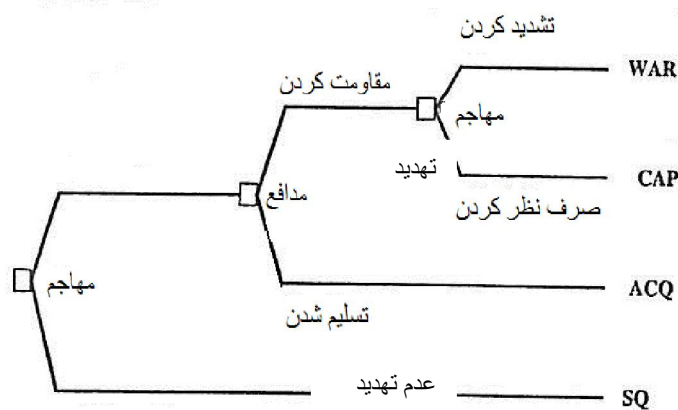 تشدید کردن
WAR
مقاومت کردن
مهاجم
تهدید
CAP
مدافع
صرف نظر کردن
مهاجم
ACQ
تسلیم شدن
عدم تهدید
SQ